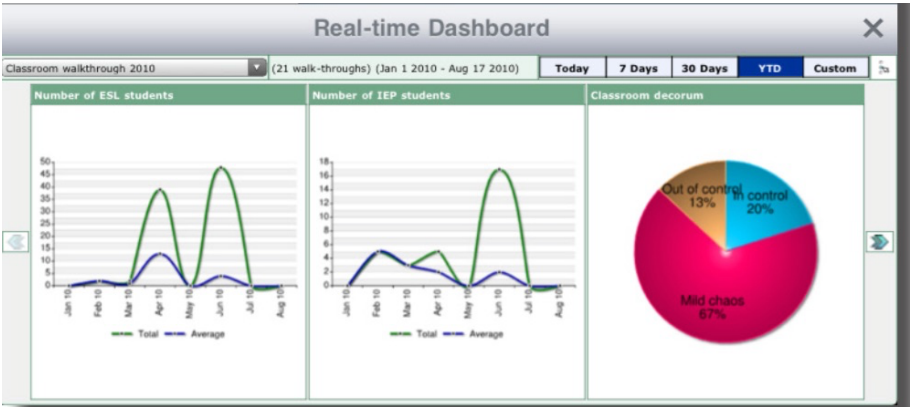 Real-time Dashboard
Classroom walkthrough 2010
(21 walk-throughs) (Jan 1 2010 - Aug 17 2010)
Today
7 Days
30 Days
YTD
Custom
Number of ESL students
50
45
40
35
30
25
20
15
10
5
0
Jan 10
Feb 10
Mar 10
Apr 10
May 10
Jun 10
Jul 10
Aug 10
Total
Average
Number of IEP students
18
16
14
12
10
8
6
4
2
0
Jan 10
Feb 10
Mar 10
Apr 10
May 10
Jun 10
Jul 10
Aug 10
Total
Average
Classroom decorum
Out of control
13%
In control
20%
Mild chaos
67%